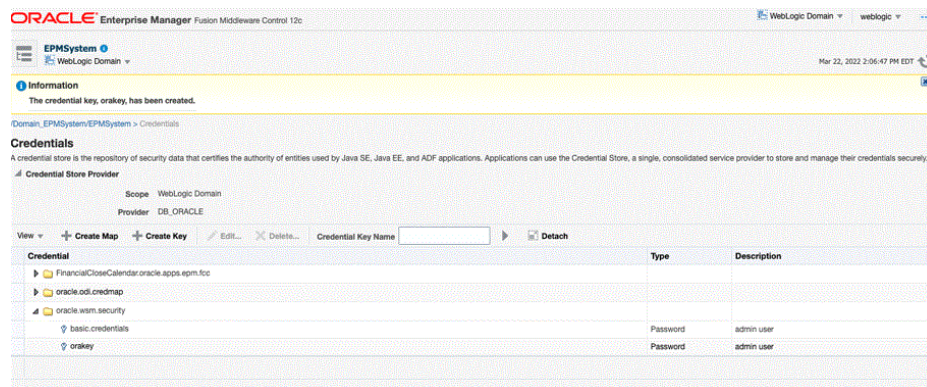 ORACLE Enterprise Manager Fusion Middleware Control 12c
WebLogic Domain weblogic
EPMSystem
WebLogic Domain
Mar 22, 2022 2:06:47 PM EDT
Information
The credential key, orakey, has been created.
/Domain_EPMSystem/EPMSystem > Credentials
Credentials
A credential store is the repository of security data that certifies the authority of entities used by Java SE, Java EE, and ADF applications. Applications can use the Credential Store, a single, consolidated service provider to store and manage their credentials securely.
Credential Store Provider
Scope WebLogic Domain
Provider DB_ORACLE
View Create Map Create Key Edit... Delete... Credential Key Name Detach
Credential Type Description
FinancialCloseCalendar.oracle.apps.epm.fcc
oracle.odi.credmap
oracle.wsm.security
basic.credentials Password admin user
orakey Password admin user